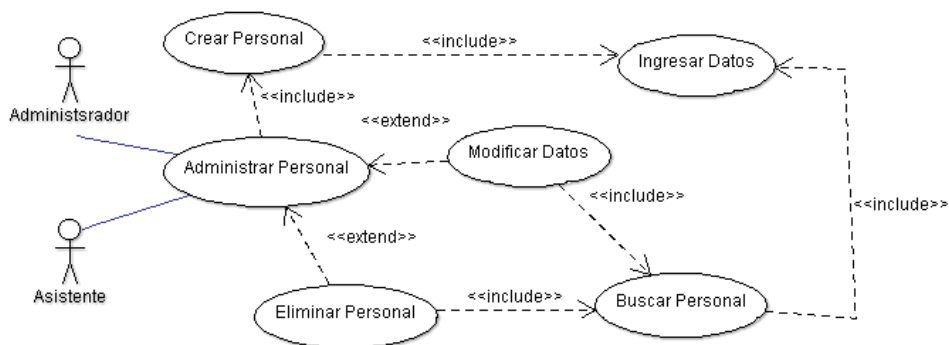 Crear Personal
<<include>>
Ingresar Datos
Administsrador
<<include>>
<<extend>>
Administrar Personal
Modificar Datos
<<include>>
<<include>>
<<extend>>
Asistente
Eliminar Personal
<<include>>
Buscar Personal